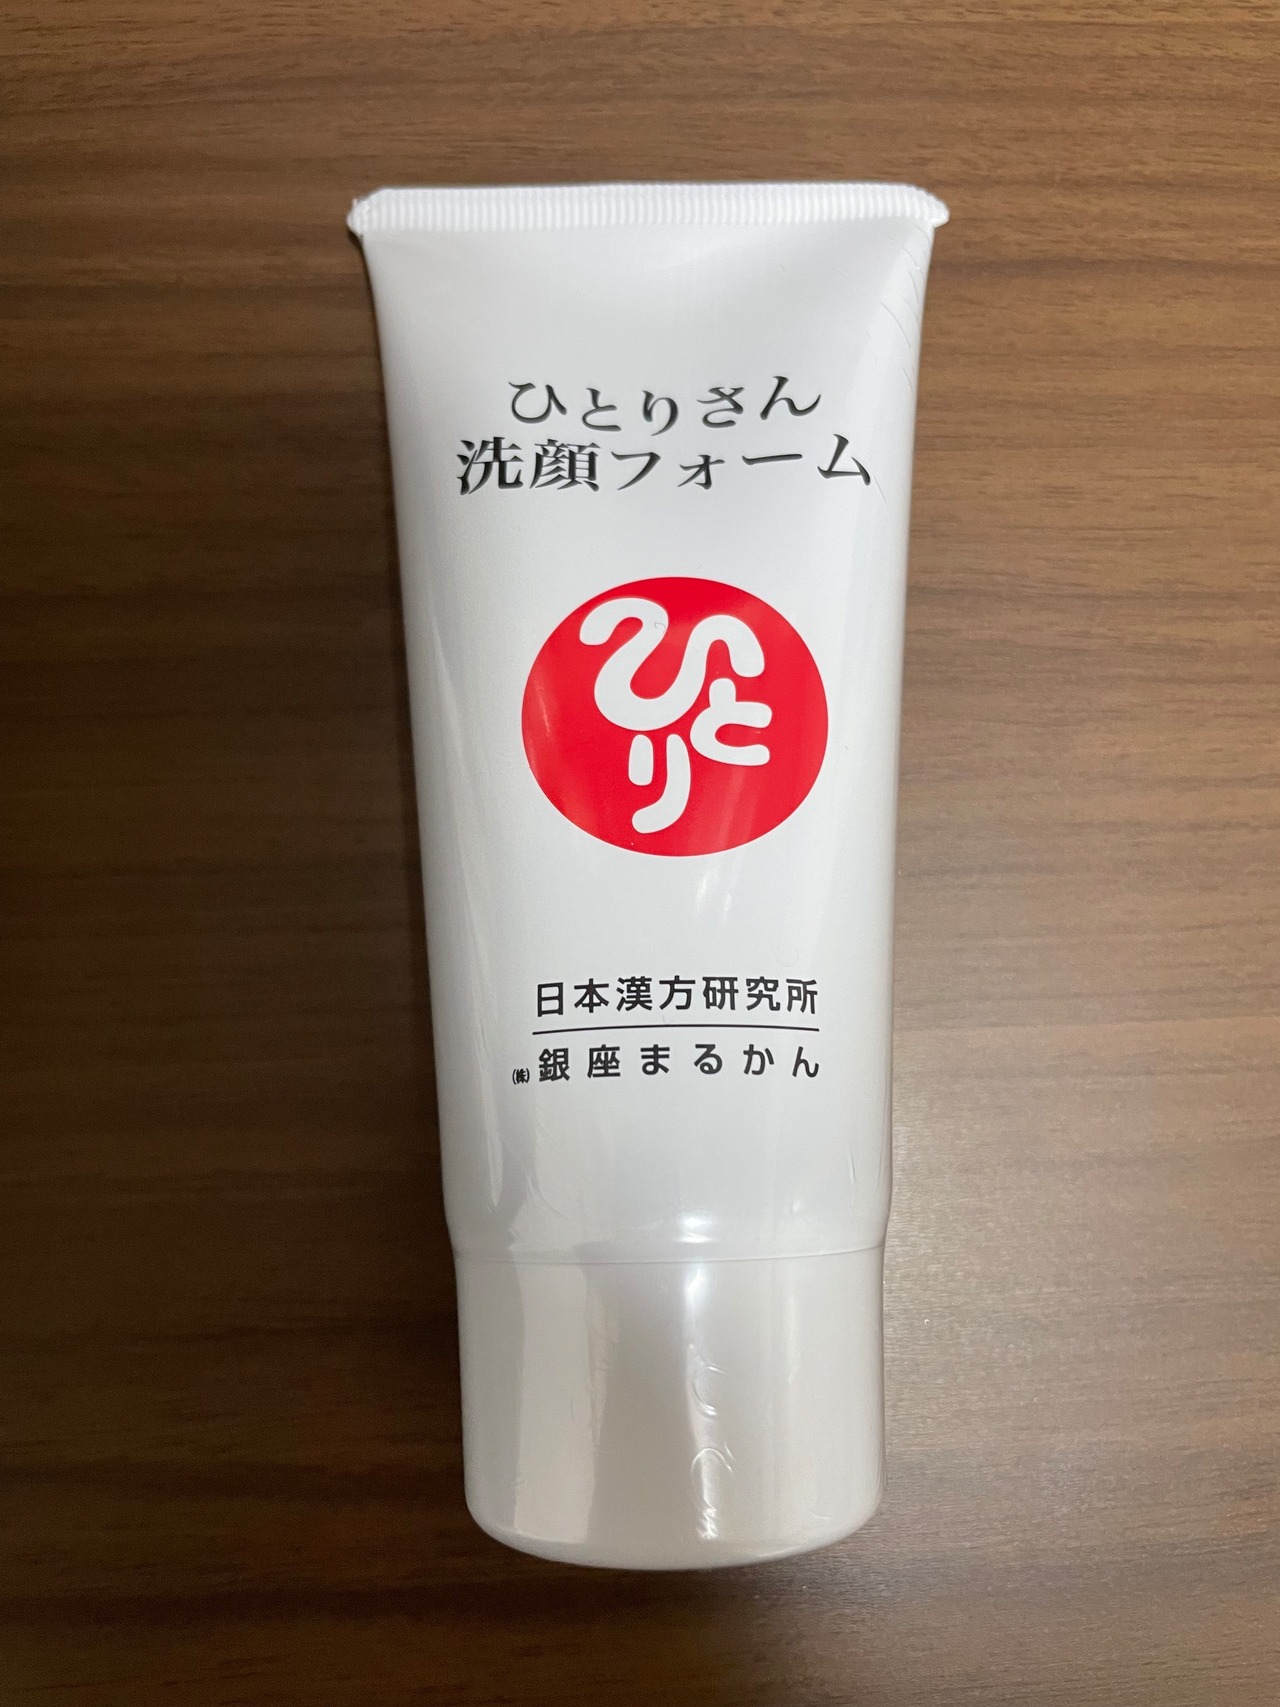 ひとりさん
洗顔フォーム
ひとり
日本漢方研究所
㈱銀座まるかん